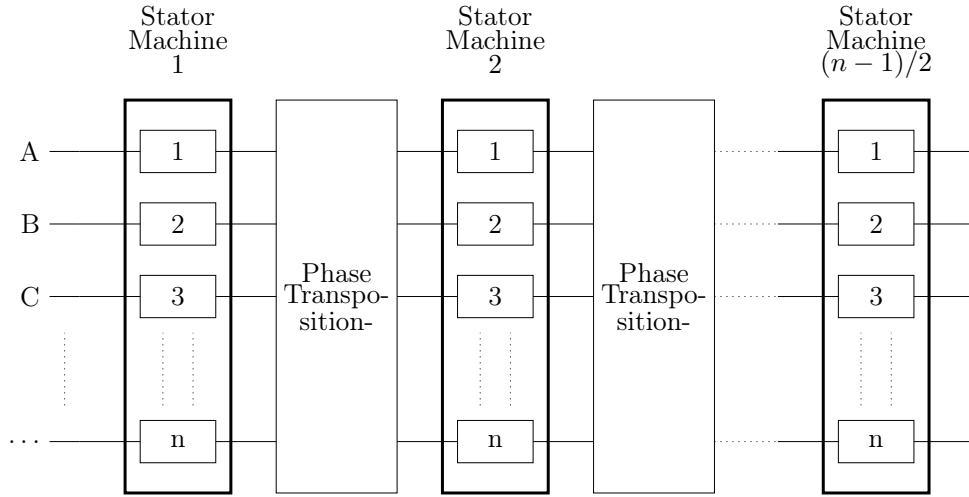 Stator
Machine
1
Stator
Machine
2
Stator
Machine
(n − 1)/2
A
1
1
1
B
2
2
2
C
3
3
3
Phase
Transpo-
sition-
Phase
Transpo-
sition-
...
n
n
n